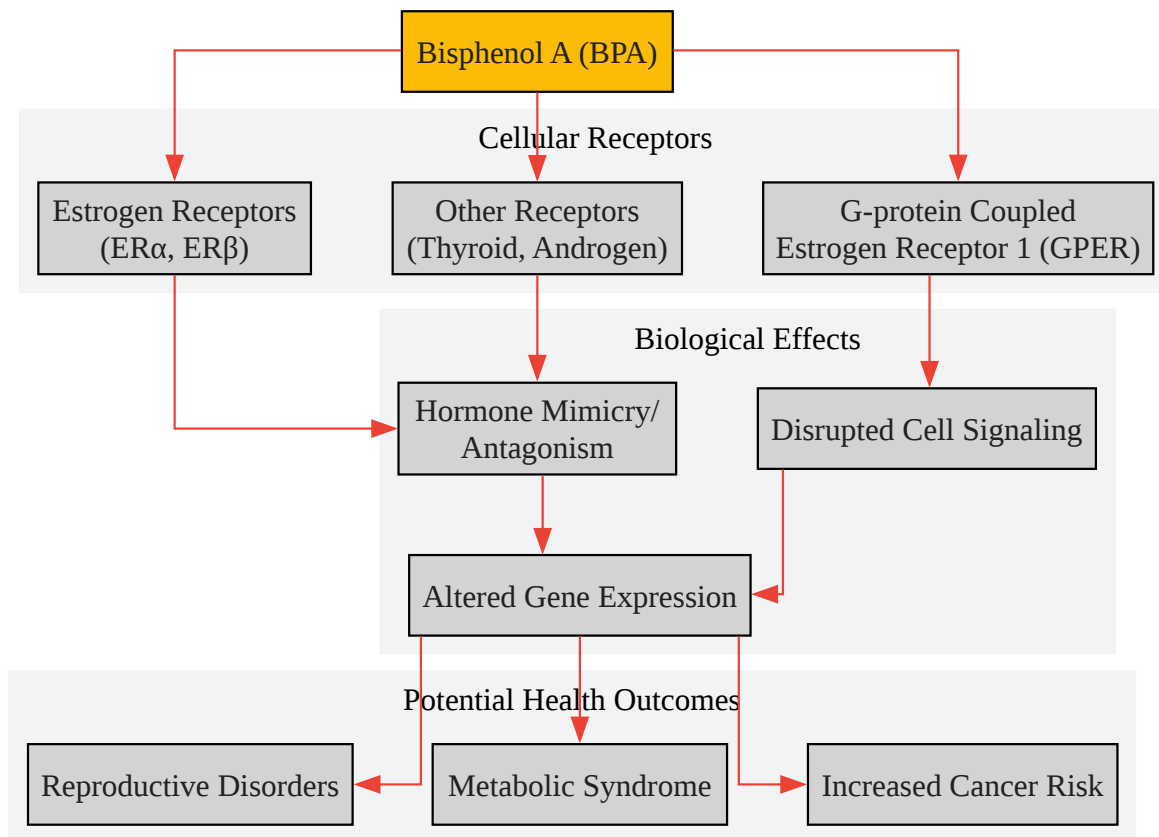 Bisphenol A (BPA)
Cellular Receptors
Estrogen Receptors
(ERα, ERβ)
Other Receptors
(Thyroid, Androgen)
G-protein Coupled
Estrogen Receptor 1 (GPER)
Biological Effects
Hormone Mimicry/
Antagonism
Disrupted Cell Signaling
Altered Gene Expression
Potential Health Outcomes
Reproductive Disorders
Metabolic Syndrome
Increased Cancer Risk